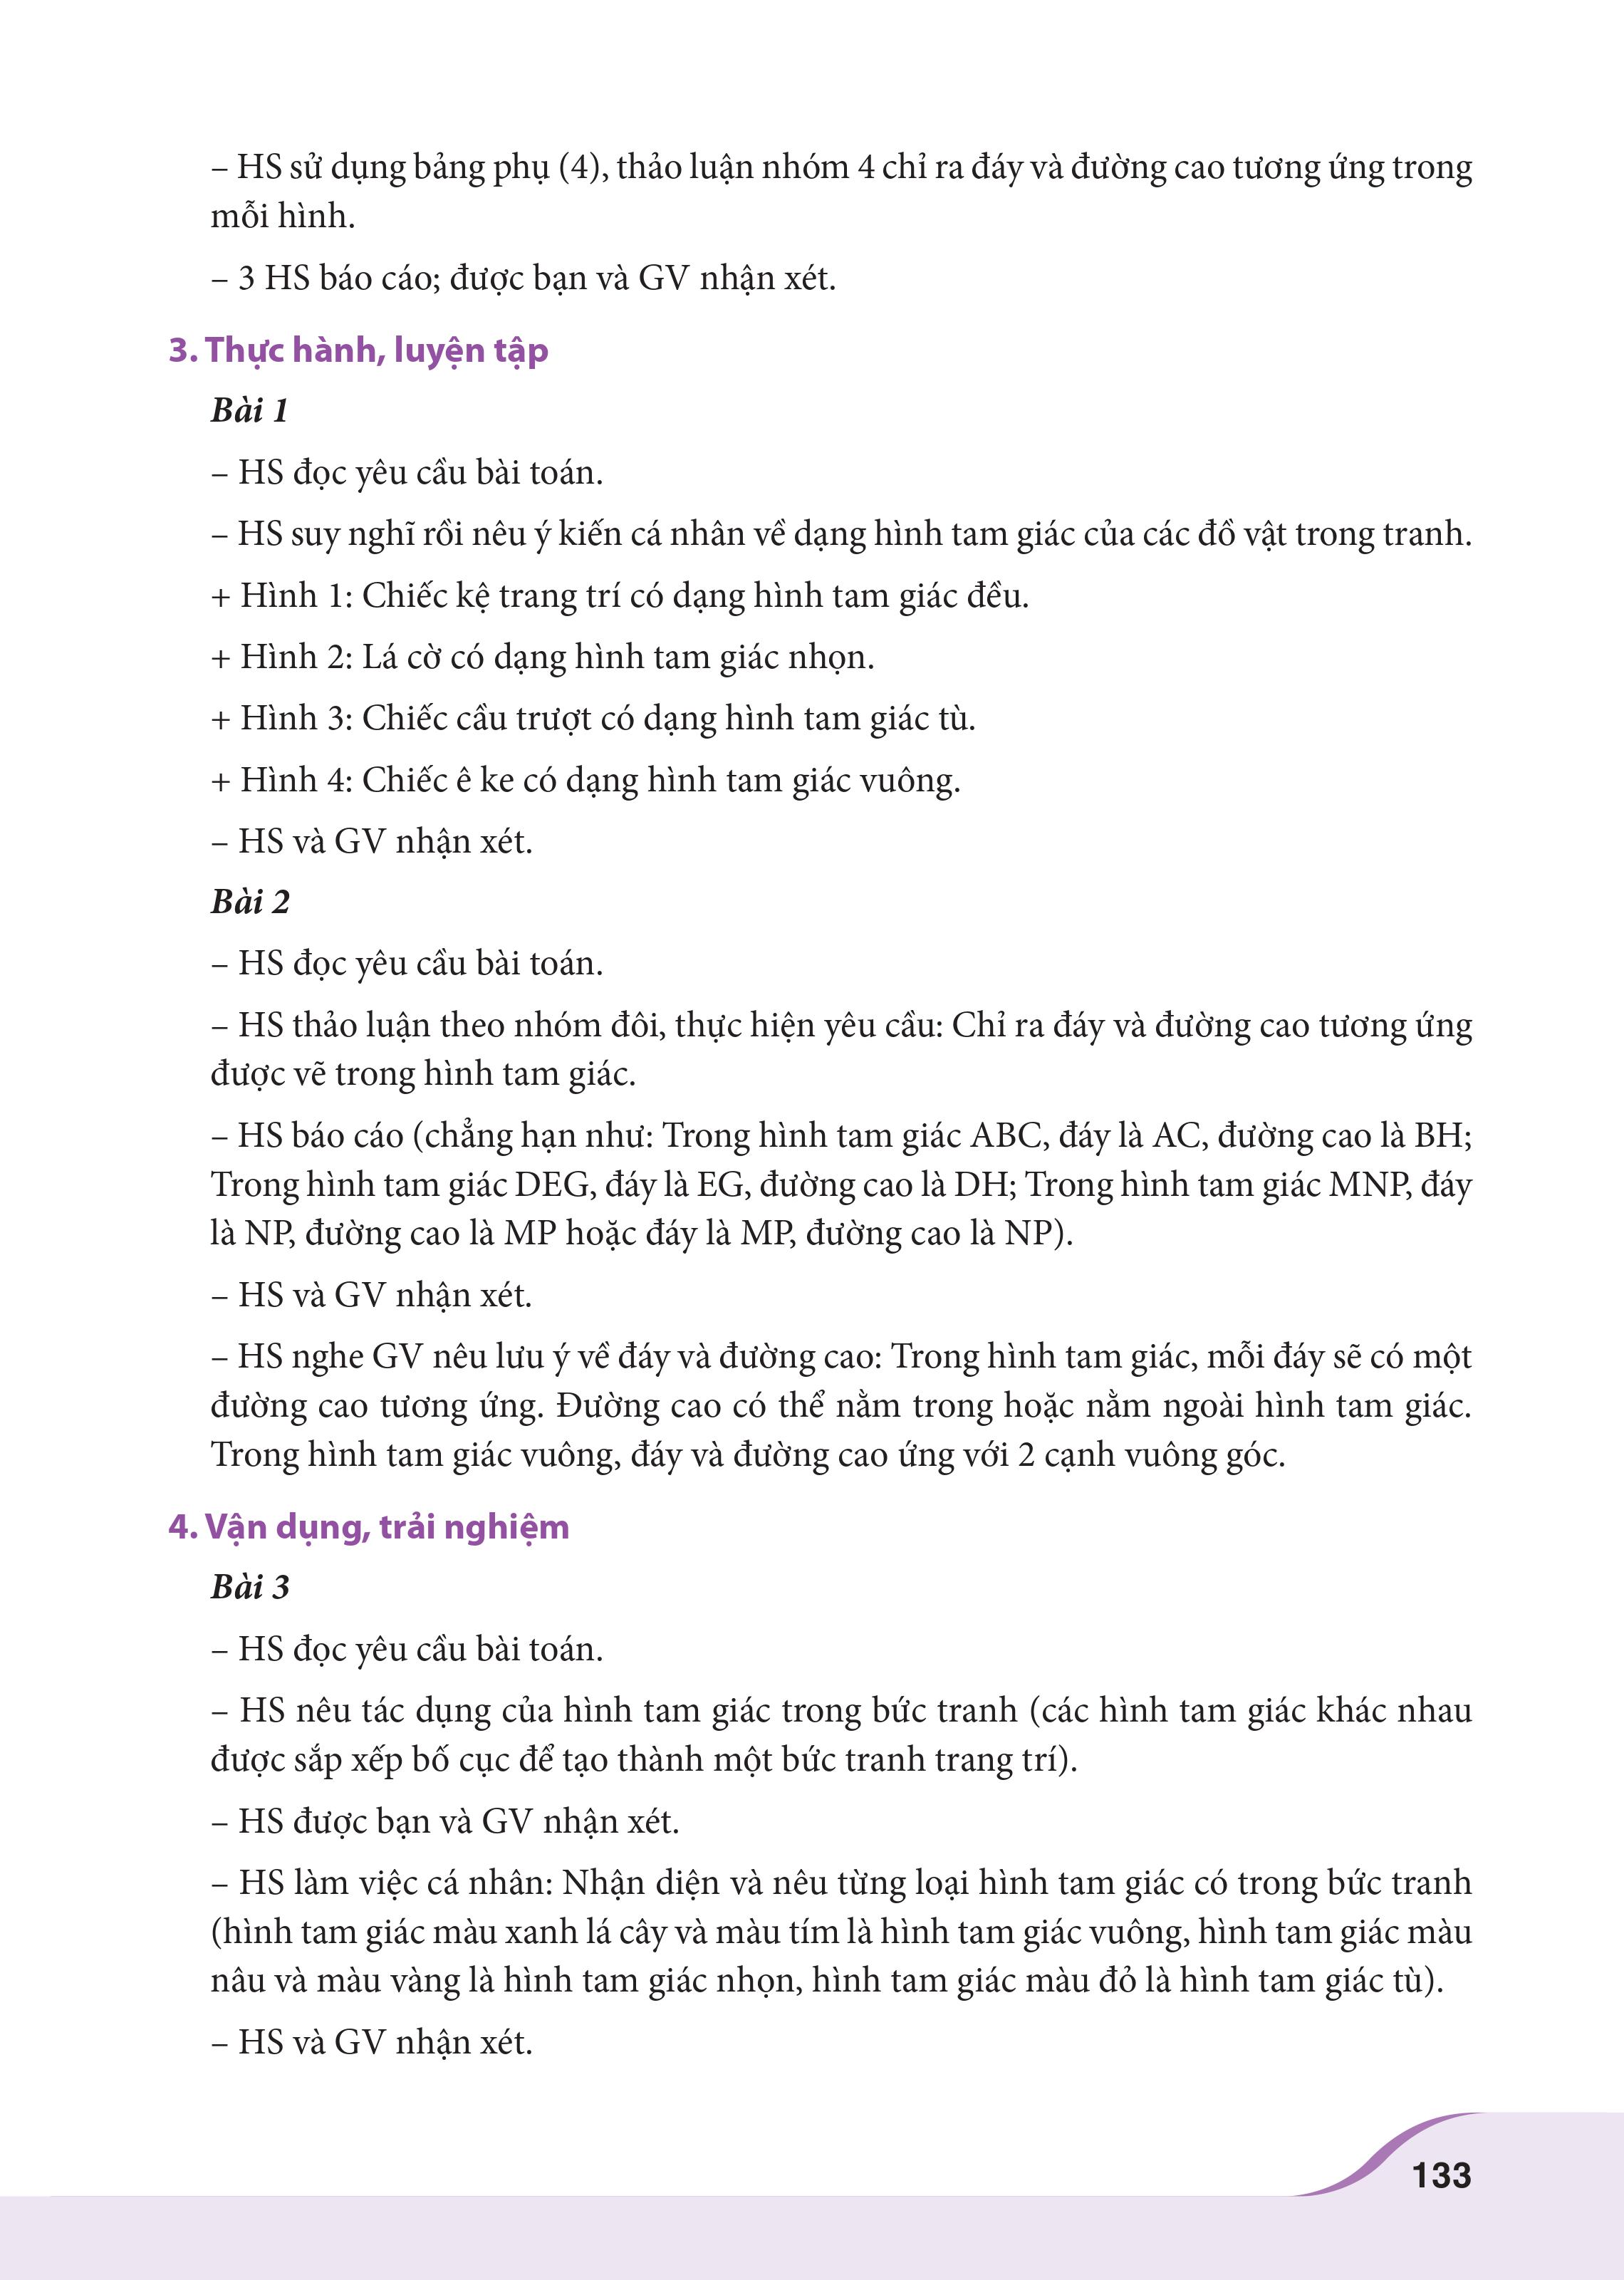 – HS sử dụng bảng phụ (4), thảo luận nhóm 4 chỉ ra đáy và đường cao tương ứng trong
mỗi hình.
– 3 HS báo cáo; được bạn và GV nhận xét.
3. Thực hành, luyện tập
Bài 1
– HS đọc yêu cầu bài toán.
– HS suy nghĩ rồi nêu ý kiến cá nhân về dạng hình tam giác của các đồ vật trong tranh.
+ Hình 1: Chiếc kệ trang trí có dạng hình tam giác đều.
+ Hình 2: Lá cờ có dạng hình tam giác nhọn.
+ Hình 3: Chiếc cầu trượt có dạng hình tam giác tù.
+ Hình 4: Chiếc ê ke có dạng hình tam giác vuông.
– HS và GV nhận xét.
Bài 2
– HS đọc yêu cầu bài toán.
– HS thảo luận theo nhóm đôi, thực hiện yêu cầu: Chỉ ra đáy và đường cao tương ứng
được vẽ trong hình tam giác.
– HS báo cáo (chẳng hạn như: Trong hình tam giác ABC, đáy là AC, đường cao là BH;
Trong hình tam giác DEG, đáy là EG, đường cao là DH; Trong hình tam giác MNP, đáy
là NP, đường cao là MP hoặc đáy là MP, đường cao là NP).
– HS và GV nhận xét.
– HS nghe GV nêu lưu ý về đáy và đường cao: Trong hình tam giác, mỗi đáy sẽ có một
đường cao tương ứng. Đường cao có thể nằm trong hoặc nằm ngoài hình tam giác.
Trong hình tam giác vuông, đáy và đường cao ứng với 2 cạnh vuông góc.
4. Vận dụng, trải nghiệm
Bài 3
– HS đọc yêu cầu bài toán.
– HS nêu tác dụng của hình tam giác trong bức tranh (các hình tam giác khác nhau
được sắp xếp bố cục để tạo thành một bức tranh trang trí).
– HS được bạn và GV nhận xét.
– HS làm việc cá nhân: Nhận diện và nêu từng loại hình tam giác có trong bức tranh
(hình tam giác màu xanh lá cây và màu tím là hình tam giác vuông, hình tam giác màu
nâu và màu vàng là hình tam giác nhọn, hình tam giác màu đỏ là hình tam giác tù).
– HS và GV nhận xét.
133